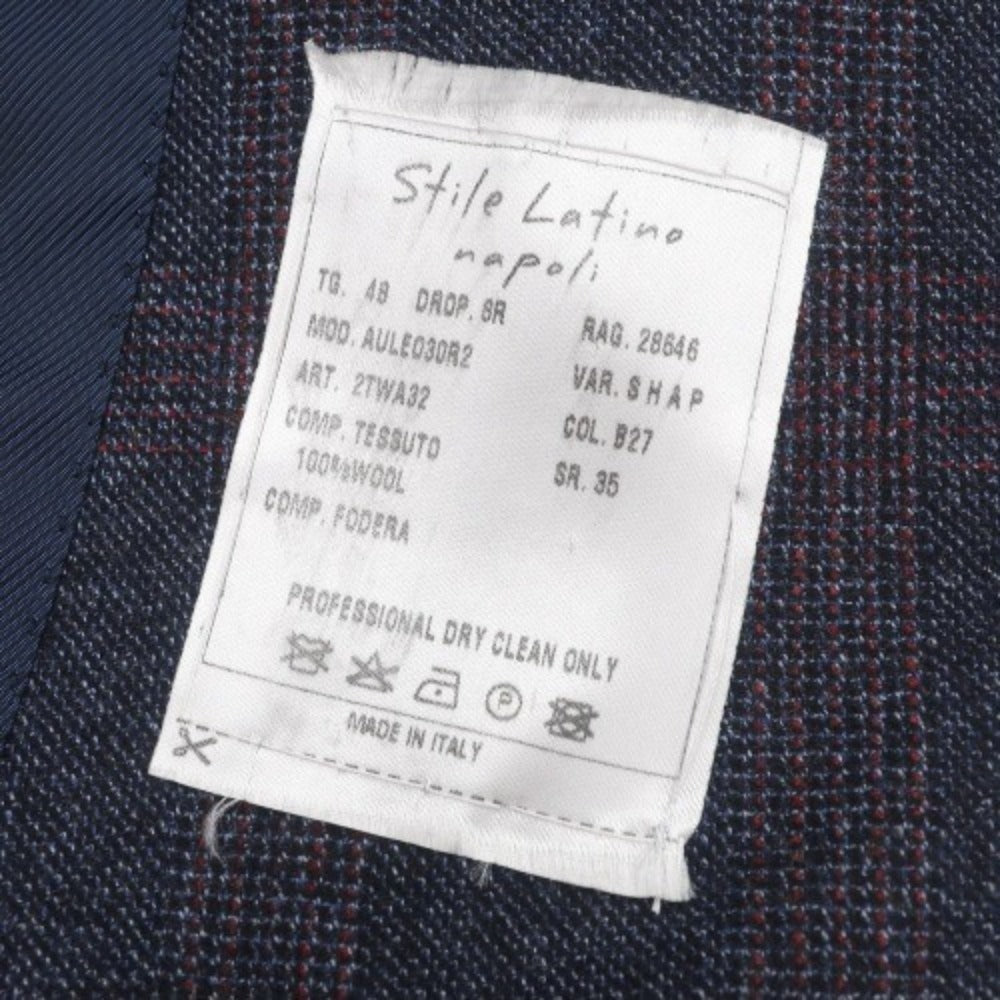 Stile Latino
napoli
TG. 48 DROP. 8R
RAG. 28646
MOD. AULE030R2
VAR. S H A P
ART. 2TWA32
COL. B27
COMP. TESSUTO
SR. 35
100%WOOL
COMP. FODERA
PROFESSIONAL DRY CLEAN ONLY
P
MADE IN ITALY